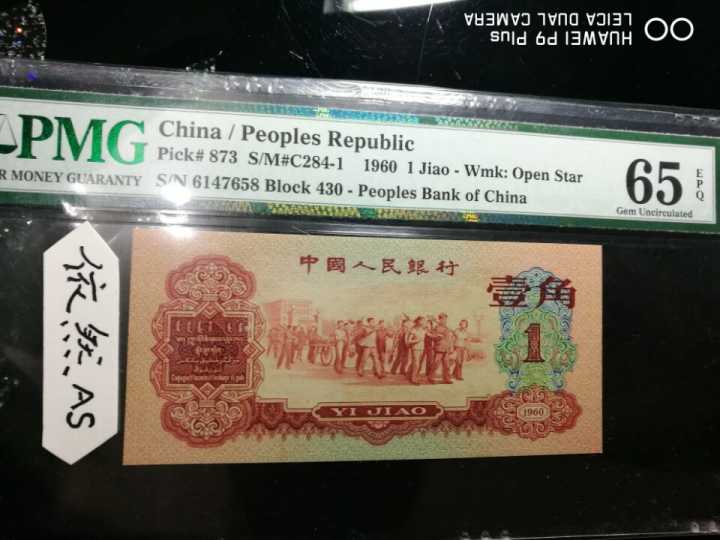 HUAWEI P9 Plus
LEICA DUAL CAMERA
PMG
China / Peoples Republic
Pick# 873 S/M#C284-1 1960 1 Jiao - Wmk: Open Star
R MONEY GUARANTY
S/N 6147658 Block 430 - Peoples Bank of China
65
EPQ
Gem Uncirculated
依然 AS
中國人民銀行
壹角
1
YI JIAO
1960